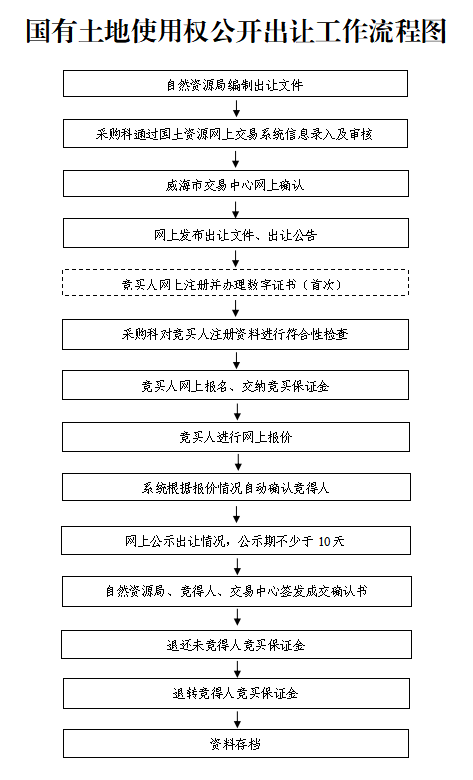 国有土地使用权公开出让工作流程图
自然资源局编制出让文件
采购科通过国土资源网上交易系统信息录入及审核
威海市交易中心网上确认
网上发布出让文件、出让公告
竞买人网上注册并办理数字证书（首次）
采购科对竞买人注册资料进行符合性检查
竞买人网上报名、交纳竞买保证金
竞买人进行网上报价
系统根据报价情况自动确认竞得人
网上公示出让情况，公示期不少于 10 天
自然资源局、竞得人、交易中心签发成交确认书
退还未竞得人竞买保证金
退转竞得人竞买保证金
资料存档